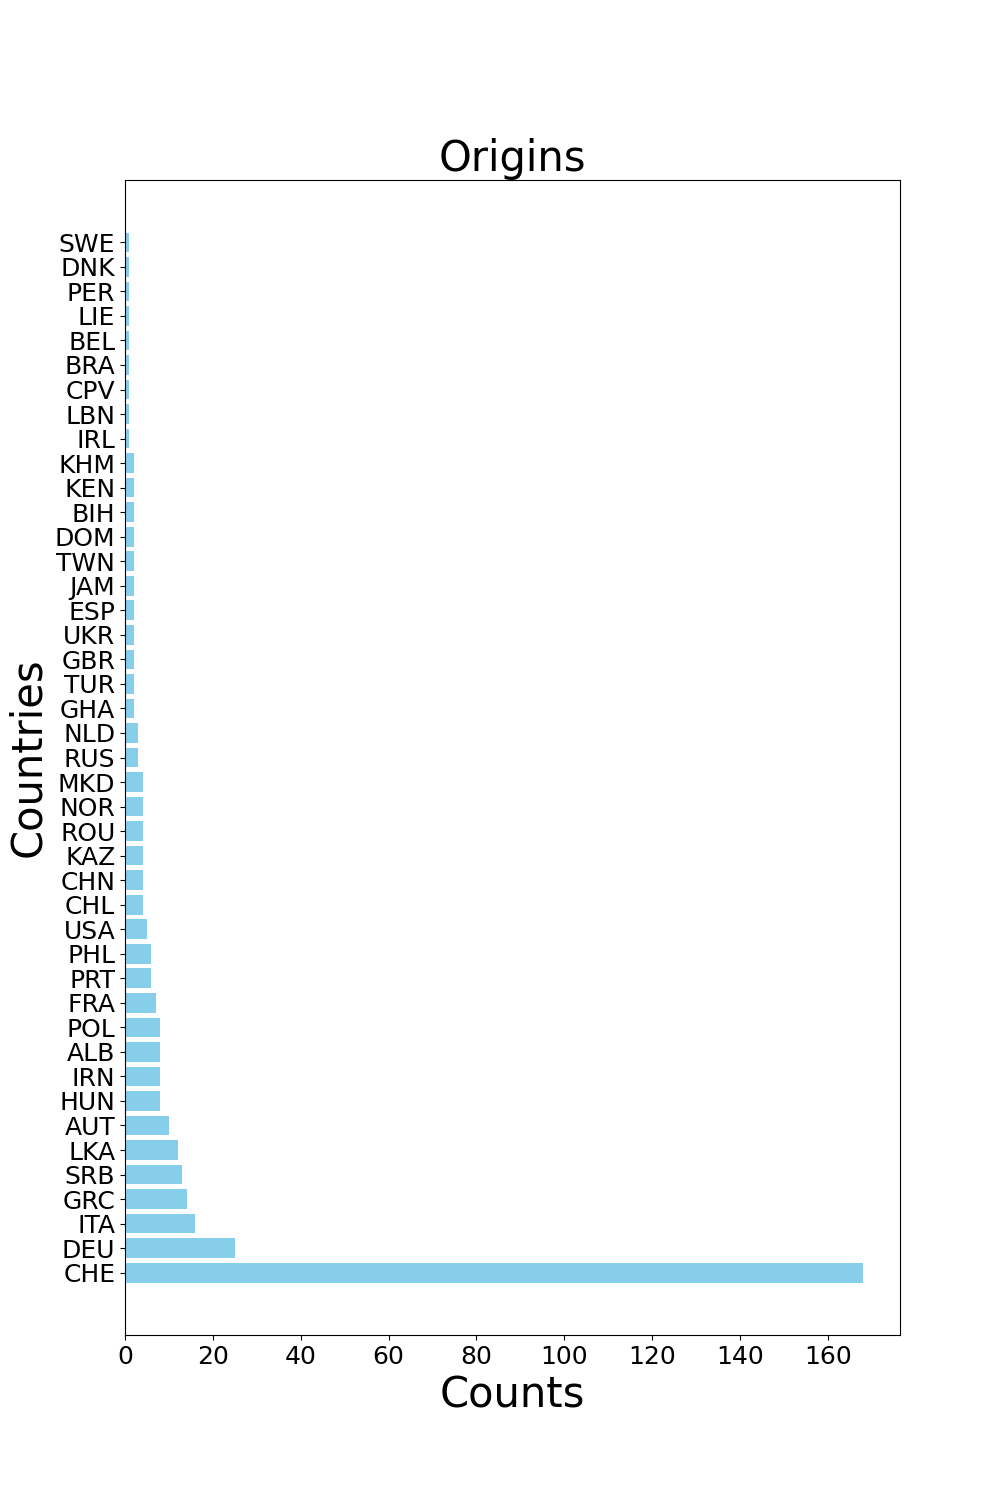 Origins
SWE
DNK
PER
LIE
BEL
BRA
CPV
LBN
IRL
KHM
KEN
BIH
DOM
TWN
JAM
ESP
UKR
GBR
TUR
GHA
NLD
RUS
MKD
NOR
ROU
KAZ
CHN
CHL
USA
PHL
PRT
FRA
POL
ALB
IRN
HUN
AUT
LKA
SRB
GRC
ITA
DEU
CHE
Countries
0 20 40 60 80 100 120 140 160
Counts